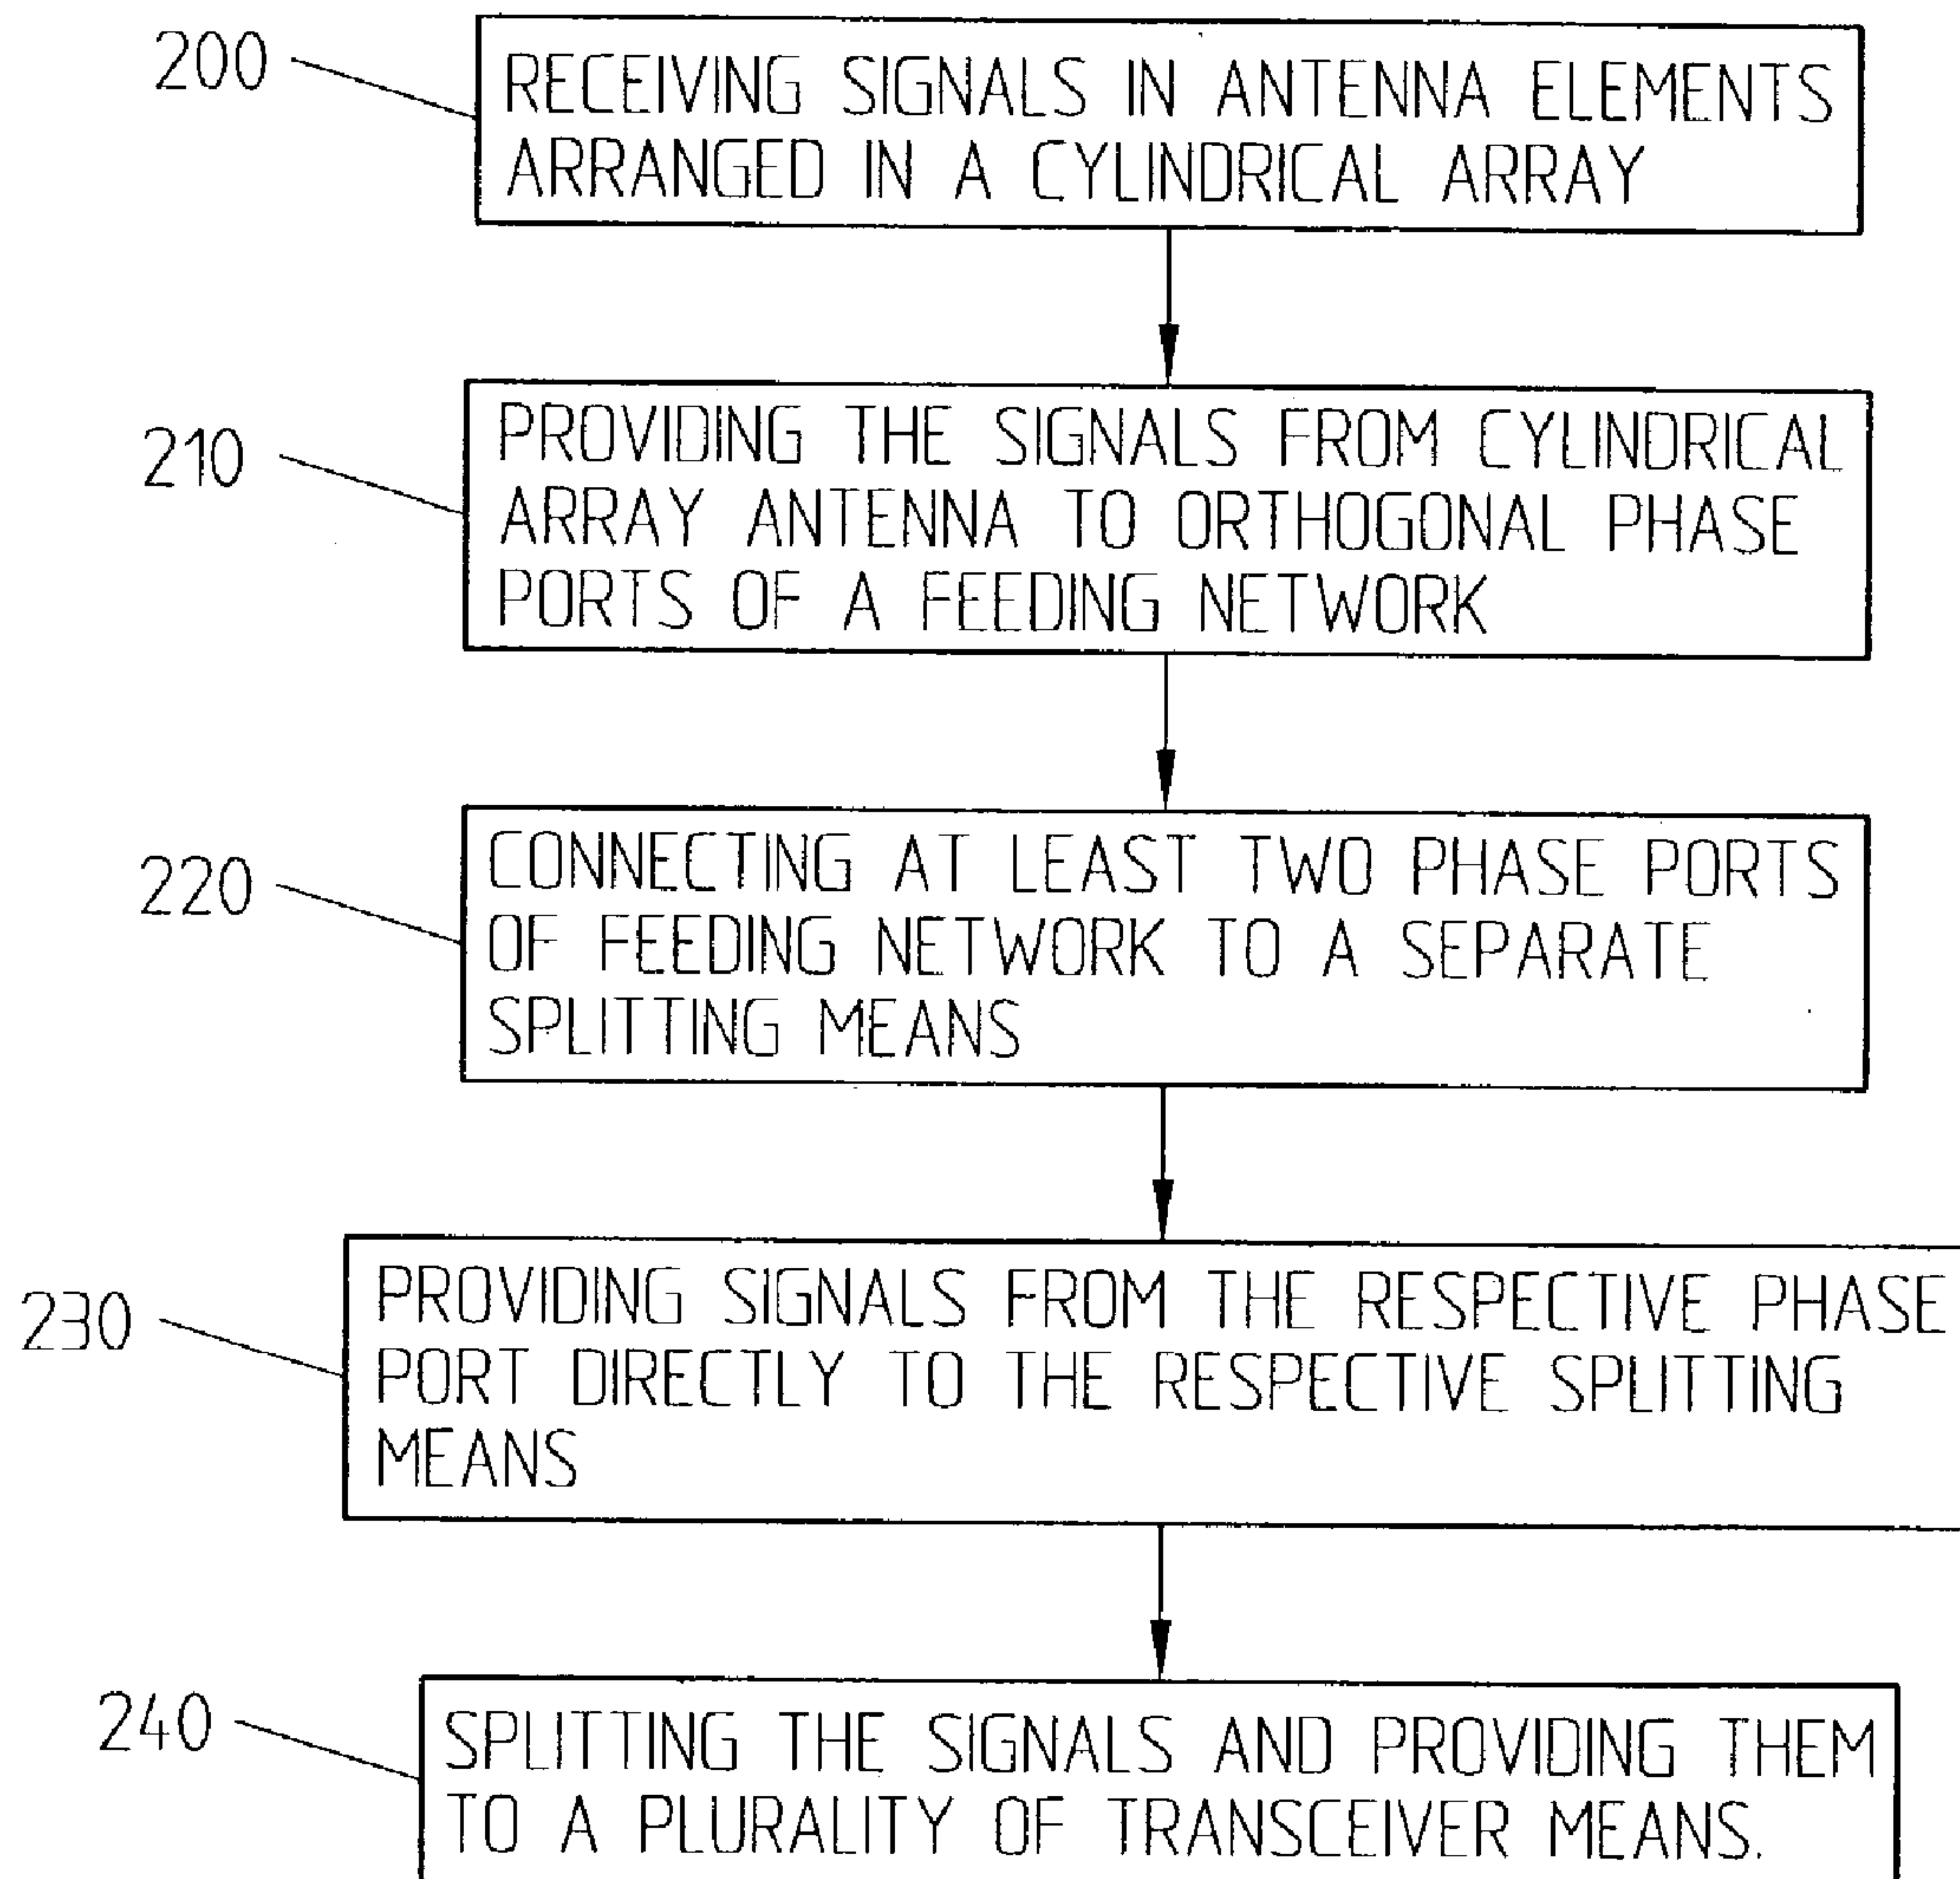 200
RECEIVING SIGNALS IN ANTENNA ELEMENTS
ARRANGED IN A CYLINDRICAL ARRAY
210
PROVIDING THE SIGNALS FROM CYLINDRICAL
ARRAY ANTENNA TO ORTHOGONAL PHASE
PORTS OF A FEEDING NETWORK
220
CONNECTING AT LEAST TWO PHASE PORTS
OF FEEDING NETWORK TO A SEPARATE
SPLITTING MEANS
230
PROVIDING SIGNALS FROM THE RESPECTIVE PHASE
PORT DIRECTLY TO THE RESPECTIVE SPLITTING
MEANS
240
SPLITTING THE SIGNALS AND PROVIDING THEM
TO A PLURALITY OF TRANSCEIVER MEANS.